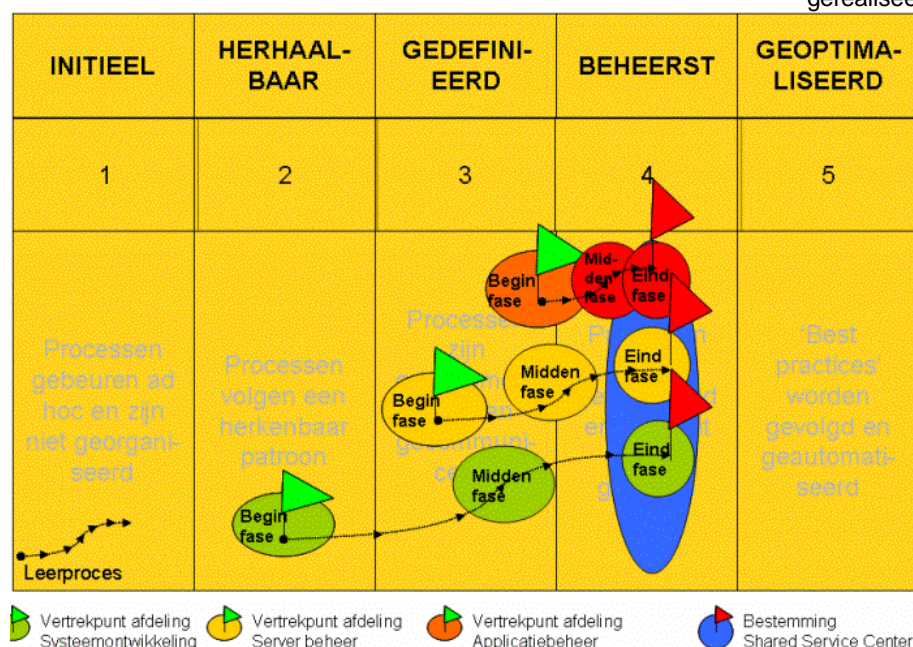 gerealisee
INITIEEL
HERHAAL-
BAAR
GEDEFINI-
EERD
BEHEERST
GEOPTIMA-
LISEERD
1
2
3
4
5
Processen
gebeuren ad
hoc en zijn
niet georgani-
seerd
Processen
volgen een
herkenbaar
patroon
Processen
zijn
'Best
practices'
worden
gevolgd en
geautomati-
seerd
Begin
fase
Mid-
den
fase
Eind
fase
Begin
fase
Midden
fase
Eind
fase
Begin
fase
Midden
fase
Eind
fase
Leerproces
Vertrekpunt afdeling
Systeemontwikkeling
Vertrekpunt afdeling
Server beheer
Vertrekpunt afdeling
Applicatiebeheer
Bestemming
Shared Service Center